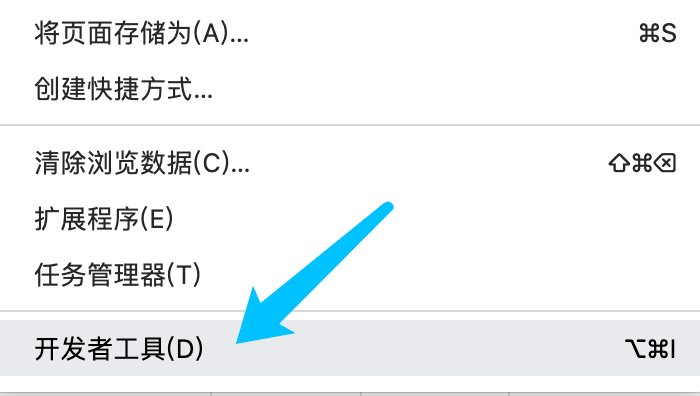 将页面存储为(A)... ⌘S
创建快捷方式...
清除浏览数据(C)... ⇧⌘⌫
扩展程序(E)
任务管理器(T)
开发者工具(D) ⌥⌘I